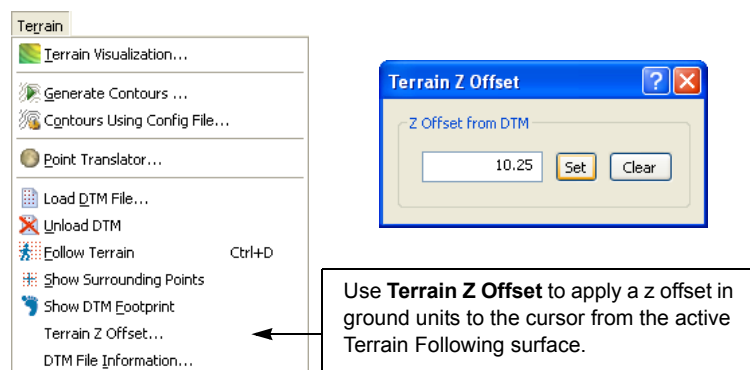 Terrain
Terrain Visualization...
Generate Contours ...
Contours Using Config File...
Point Translator...
Load DTM File...
Unload DTM
Follow Terrain Ctrl+D
Show Surrounding Points
Show DTM Footprint
Terrain Z Offset...
DTM File Information...
Terrain Z Offset
Z Offset from DTM
10.25 Set Clear
Use Terrain Z Offset to apply a z offset in
ground units to the cursor from the active
Terrain Following surface.